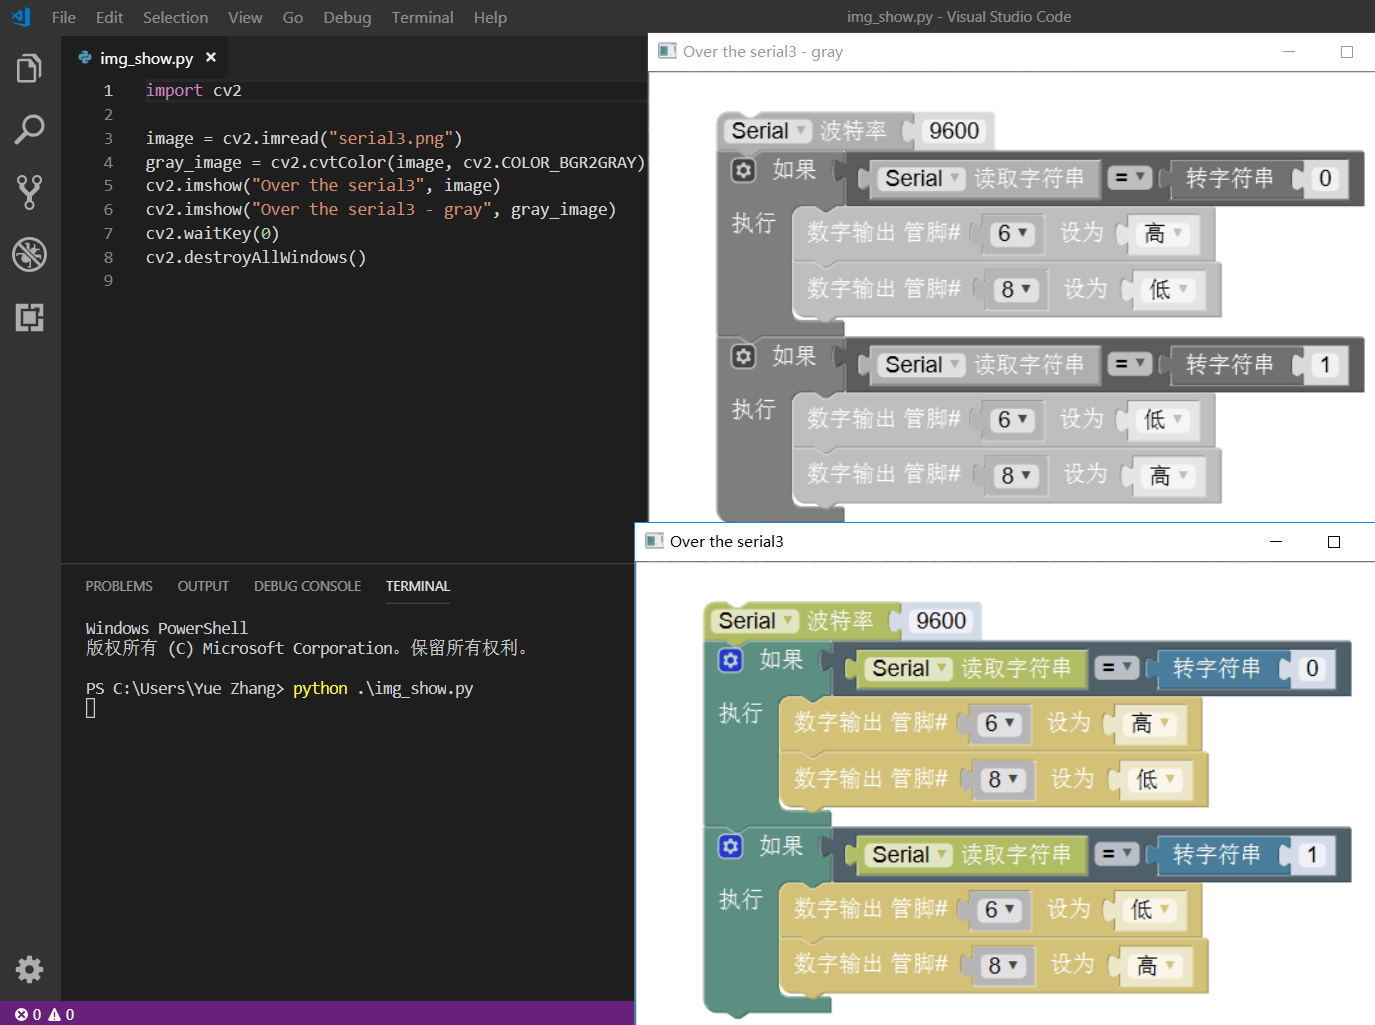 File Edit Selection View Go Debug Terminal Help
img_show.py - Visual Studio Code
img_show.py ×
1 import cv2
2
3 image = cv2.imread("serial3.png")
4 gray_image = cv2.cvtColor(image, cv2.COLOR_BGR2GRAY)
5 cv2.imshow("Over the serial3", image)
6 cv2.imshow("Over the serial3 - gray", gray_image)
7 cv2.waitKey(0)
8 cv2.destroyAllWindows()
9
PROBLEMS OUTPUT DEBUG CONSOLE TERMINAL
Windows PowerShell
版权所有 (C) Microsoft Corporation。保留所有权利。
PS C:\Users\Yue Zhang> python .\img_show.py
0 0
Over the serial3 - gray
Serial 波特率 9600
如果 Serial 读取字符串 = 转字符串 0
执行 数字输出 管脚# 6 设为 高
数字输出 管脚# 8 设为 低
如果 Serial 读取字符串 = 转字符串 1
执行 数字输出 管脚# 6 设为 低
数字输出 管脚# 8 设为 高
Over the serial3
Serial 波特率 9600
如果 Serial 读取字符串 = 转字符串 0
执行 数字输出 管脚# 6 设为 高
数字输出 管脚# 8 设为 低
如果 Serial 读取字符串 = 转字符串 1
执行 数字输出 管脚# 6 设为 低
数字输出 管脚# 8 设为 高